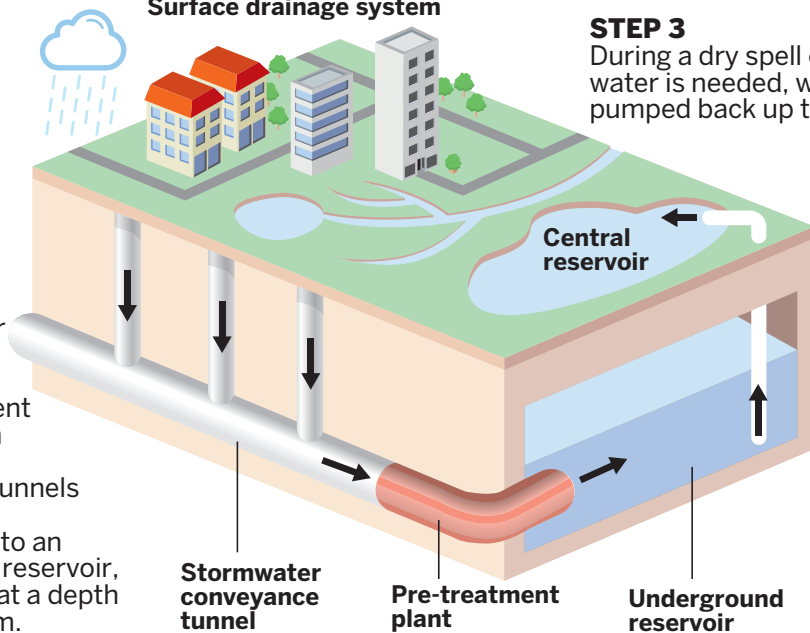 Surface drainage system
STEP 3
During a dry spell
water is needed,
pumped back up
Central
reservoir
unnels
to an
reservoir,
at a depth
Stormwater
conveyance
tunnel
Pre-treatment
plant
Underground
reservoir